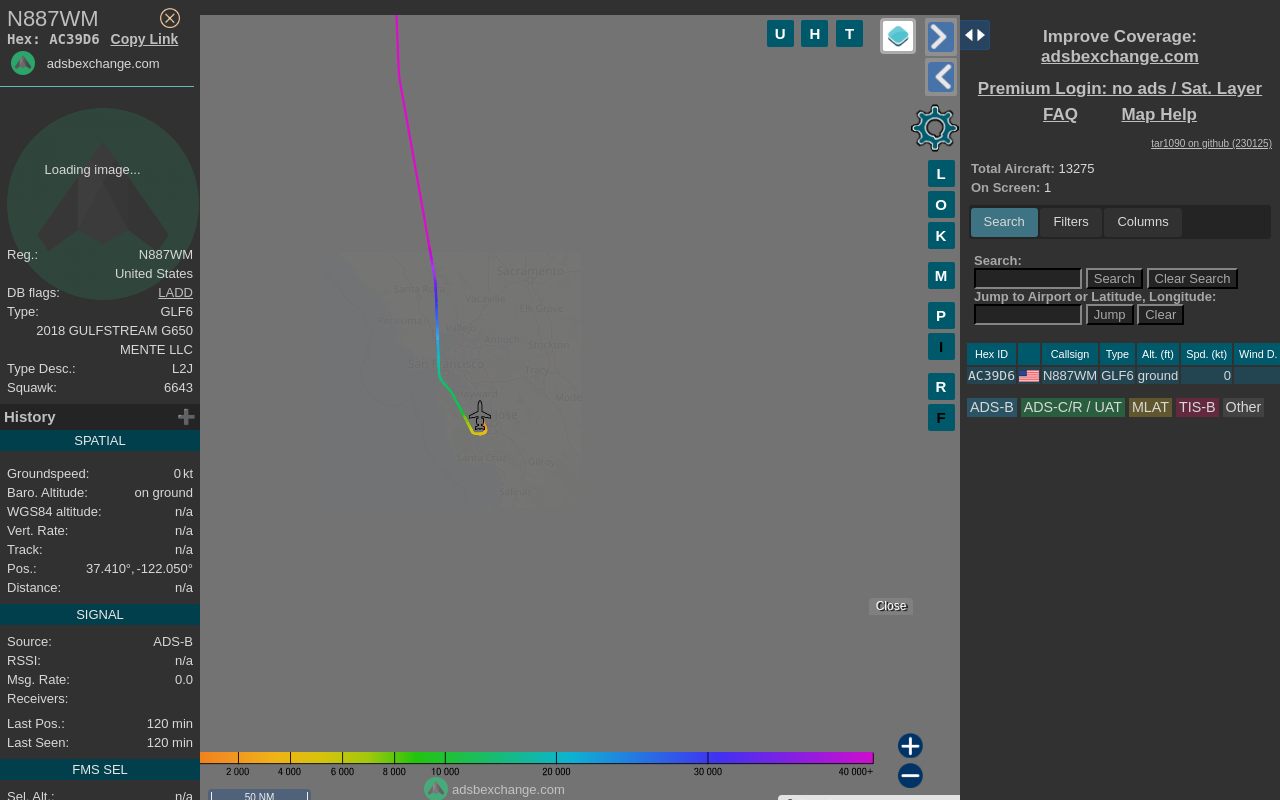 N887WM
Hex: AC39D6 Copy Link
adsbexchange.com
Loading image...
Reg.: N887WM
United States
DB flags: LADD
Type: GLF6
2018 GULFSTREAM G650
MENTE LLC
Type Desc.: L2J
Squawk: 6643
History
SPATIAL
Groundspeed: 0 kt
Baro. Altitude: on ground
WGS84 altitude: n/a
Vert. Rate: n/a
Track: n/a
Pos.: 37.410°, -122.050°
Distance: n/a
SIGNAL
Source: ADS-B
RSSI: n/a
Msg. Rate: 0.0
Receivers:
Last Pos.: 120 min
Last Seen: 120 min
FMS SEL
Sel. Alt.: n/a
U H T
L
O
K
M
P
I
R
F
Sacramento
Santa Rosa
Vacaville
Elk Grove
Petaluma
Vallejo
Antioch
Stockton
San Francisco
Tracy
Salinas
Gilroy
Close
2 000 4 000 6 000 8 000 10 000 20 000 30 000 40 000+
adsbexchange.com
50 NM
Improve Coverage:
adsbexchange.com
Premium Login: no ads / Sat. Layer
FAQ Map Help
tar1090 on github (230125)
Total Aircraft: 13275
On Screen: 1
Search Filters Columns
Search:
Search Clear Search
Jump to Airport or Latitude, Longitude:
Jump Clear
Hex ID Callsign Type Alt. (ft) Spd. (kt) Wind D.
AC39D6 N887WM GLF6 ground 0
ADS-B ADS-C/R / UAT MLAT TIS-B Other